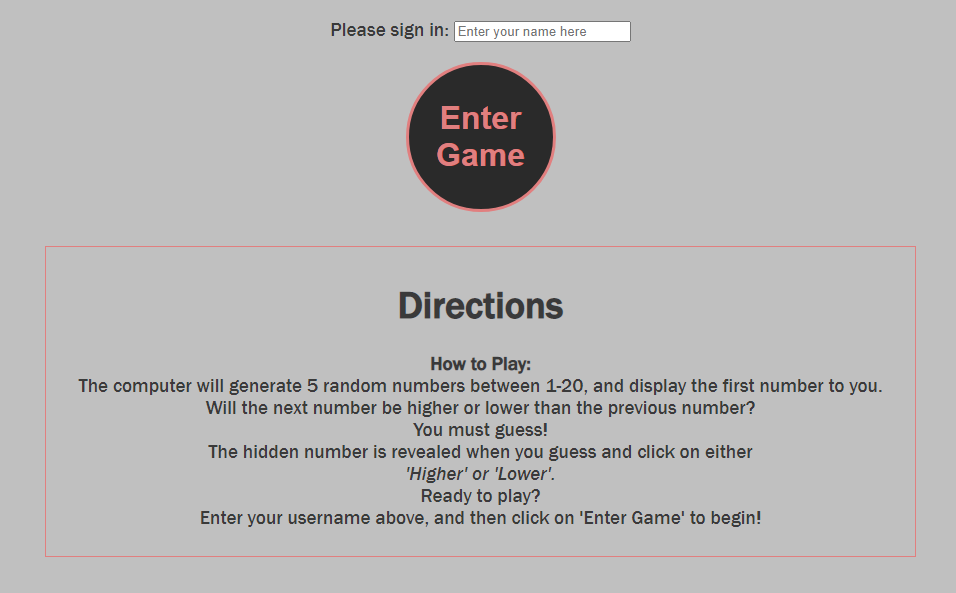 Please sign in: Enter your name here
Enter
Game
Directions
How to Play:
The computer will generate 5 random numbers between 1-20, and display the first number to you.
Will the next number be higher or lower than the previous number?
You must guess!
The hidden number is revealed when you guess and click on either
'Higher' or 'Lower'.
Ready to play?
Enter your username above, and then click on 'Enter Game' to begin!